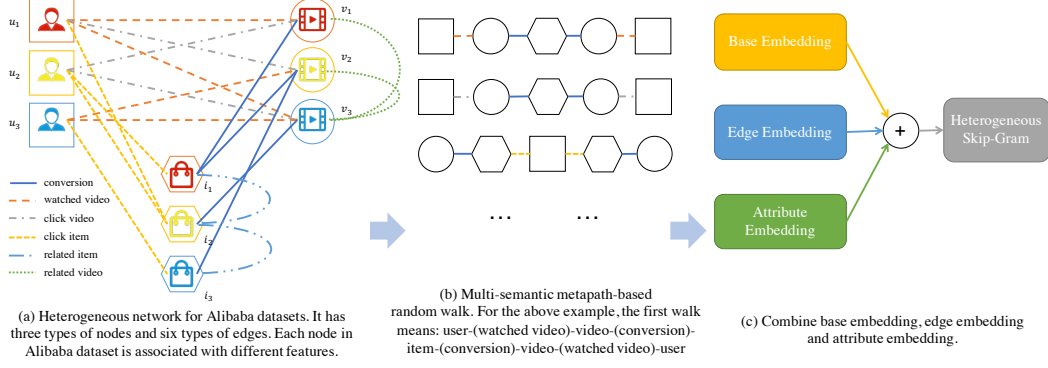 u1
u2
u3
v1
v2
v3
i1
i2
i3
conversion
watched video
click video
click item
related item
related video
(a) Heterogeneous network for Alibaba datasets. It has
three types of nodes and six types of edges. Each node in
Alibaba dataset is associated with different features.
... ...
(b) Multi-semantic metapath-based
random walk. For the above example, the first walk
means: user-(watched video)-video-(conversion)-
item-(conversion)-video-(watched video)-user
Base Embedding
Edge Embedding
Attribute
Embedding
+
Heterogeneous
Skip-Gram
(c) Combine base embedding, edge embedding
and attribute embedding.